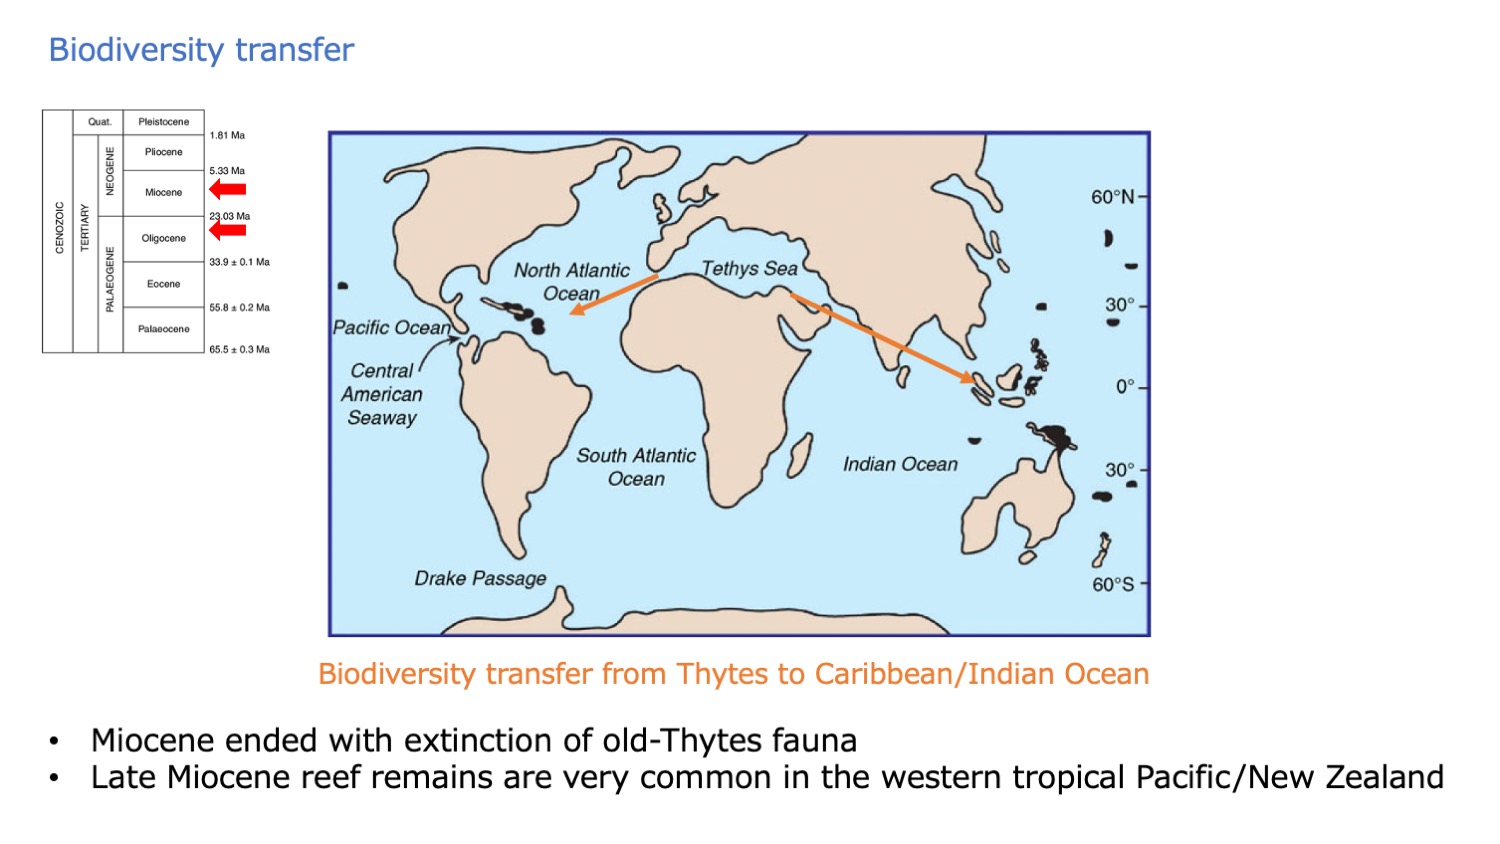 Biodiversity transfer
CENOZOIC
TERTIARY
Quat.
NEOGENE
PALAEOGENE
Pleistocene
1.81 Ma
Pliocene
5.33 Ma
Miocene
23.03 Ma
Oligocene
33.9 ± 0.1 Ma
Eocene
55.8 ± 0.2 Ma
Palaeocene
65.5 ± 0.3 Ma
60°N
North Atlantic
Ocean
Tethys Sea
30°
Pacific Ocean
Central
American
Seaway
0°
South Atlantic
Ocean
Indian Ocean
30°
Drake Passage
60°S
Biodiversity transfer from Thytes to Caribbean/Indian Ocean
• Miocene ended with extinction of old-Thytes fauna
• Late Miocene reef remains are very common in the western tropical Pacific/New Zealand